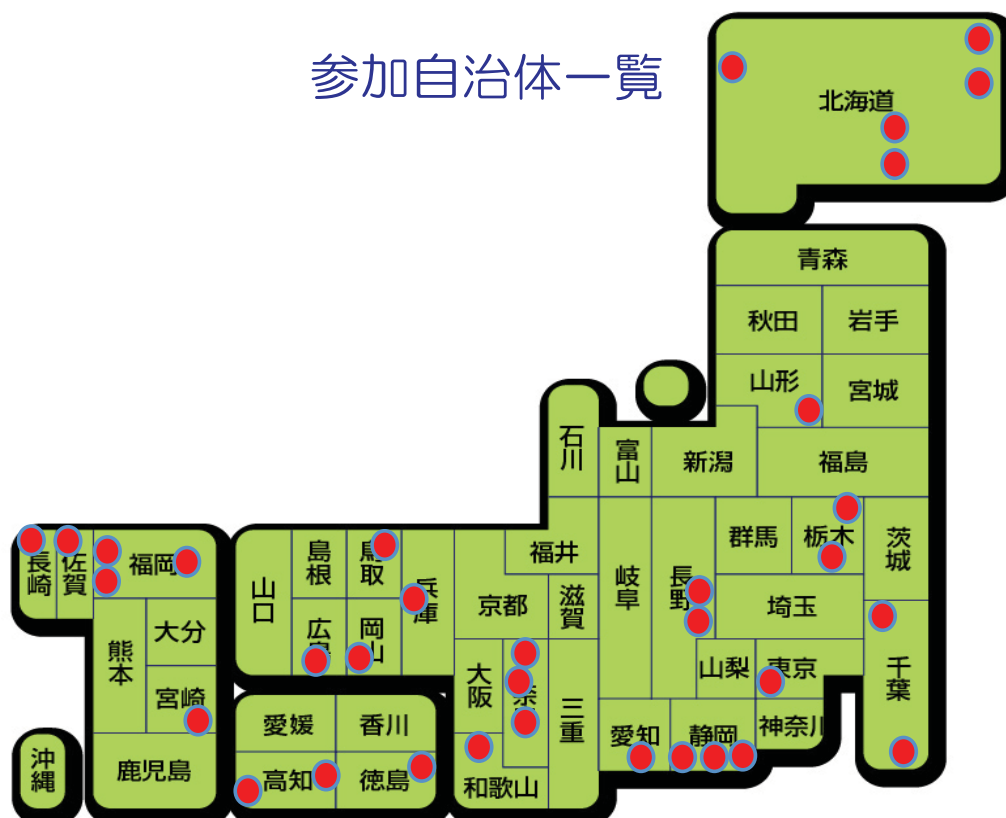 参加自治体一覧
北海道
青森
秋田
岩手
山形
宮城
石川
富山
新潟
福島
長崎
佐賀
福岡
山口
島根
鳥取
兵庫
福井
京都
滋賀
岐阜
長野
群馬
栃木
茨城
埼玉
熊本
大分
宮崎
広島
岡山
大阪
奈
三重
山梨
東京
千葉
愛知
静岡
神奈川
愛媛
香川
沖縄
鹿児島
高知
徳島
和歌山